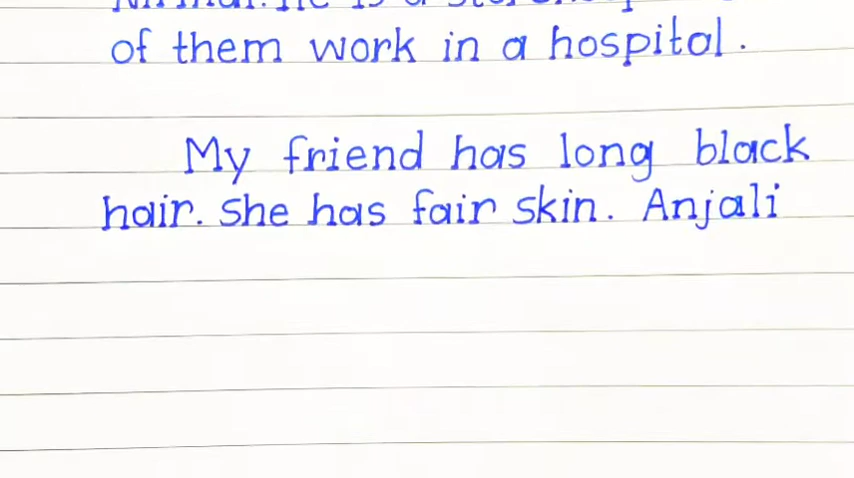 of them work in a hospital.
My friend has long black
hair. she has fair skin. Anjali